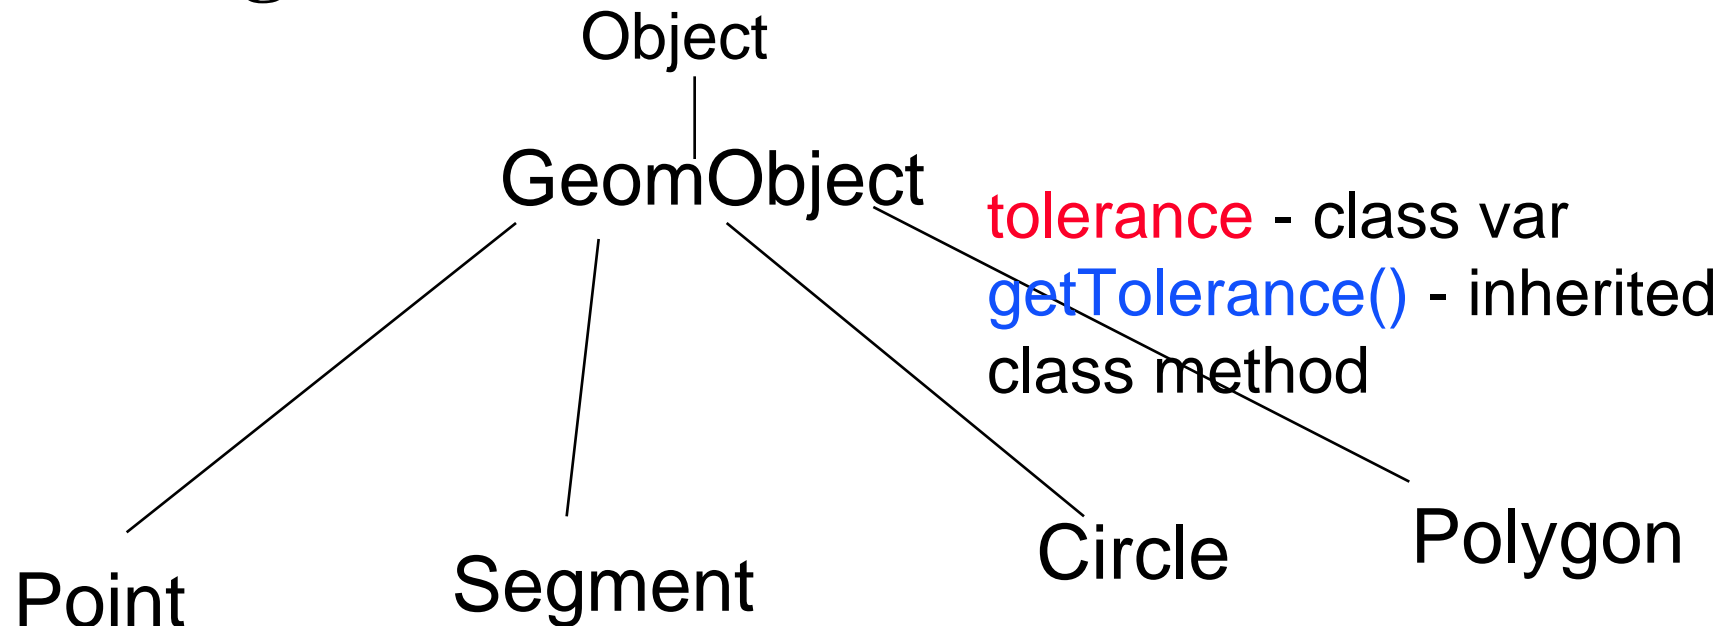 Object
GeomObject
tolerance - class var
getTolerance() - inherited
class method
Point
Segment
Circle
Polygon